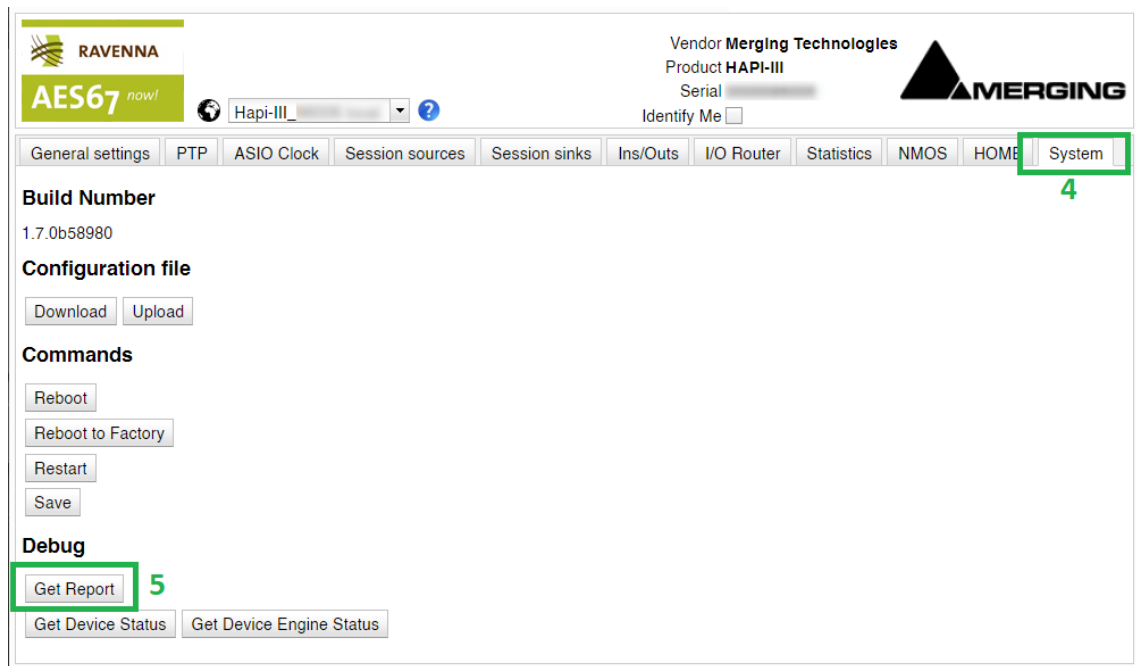 RAVENNA
AES67 now!
Hapi-III_
?
Vendor Merging Technologies
Product HAPI-III
Serial
Identify Me
MERGING
General settings PTP ASIO Clock Session sources Session sinks Ins/Outs I/O Router Statistics NMOS HOME System
4
Build Number
1.7.0b58980
Configuration file
Download Upload
Commands
Reboot
Reboot to Factory
Restart
Save
Debug
Get Report 5
Get Device Status Get Device Engine Status